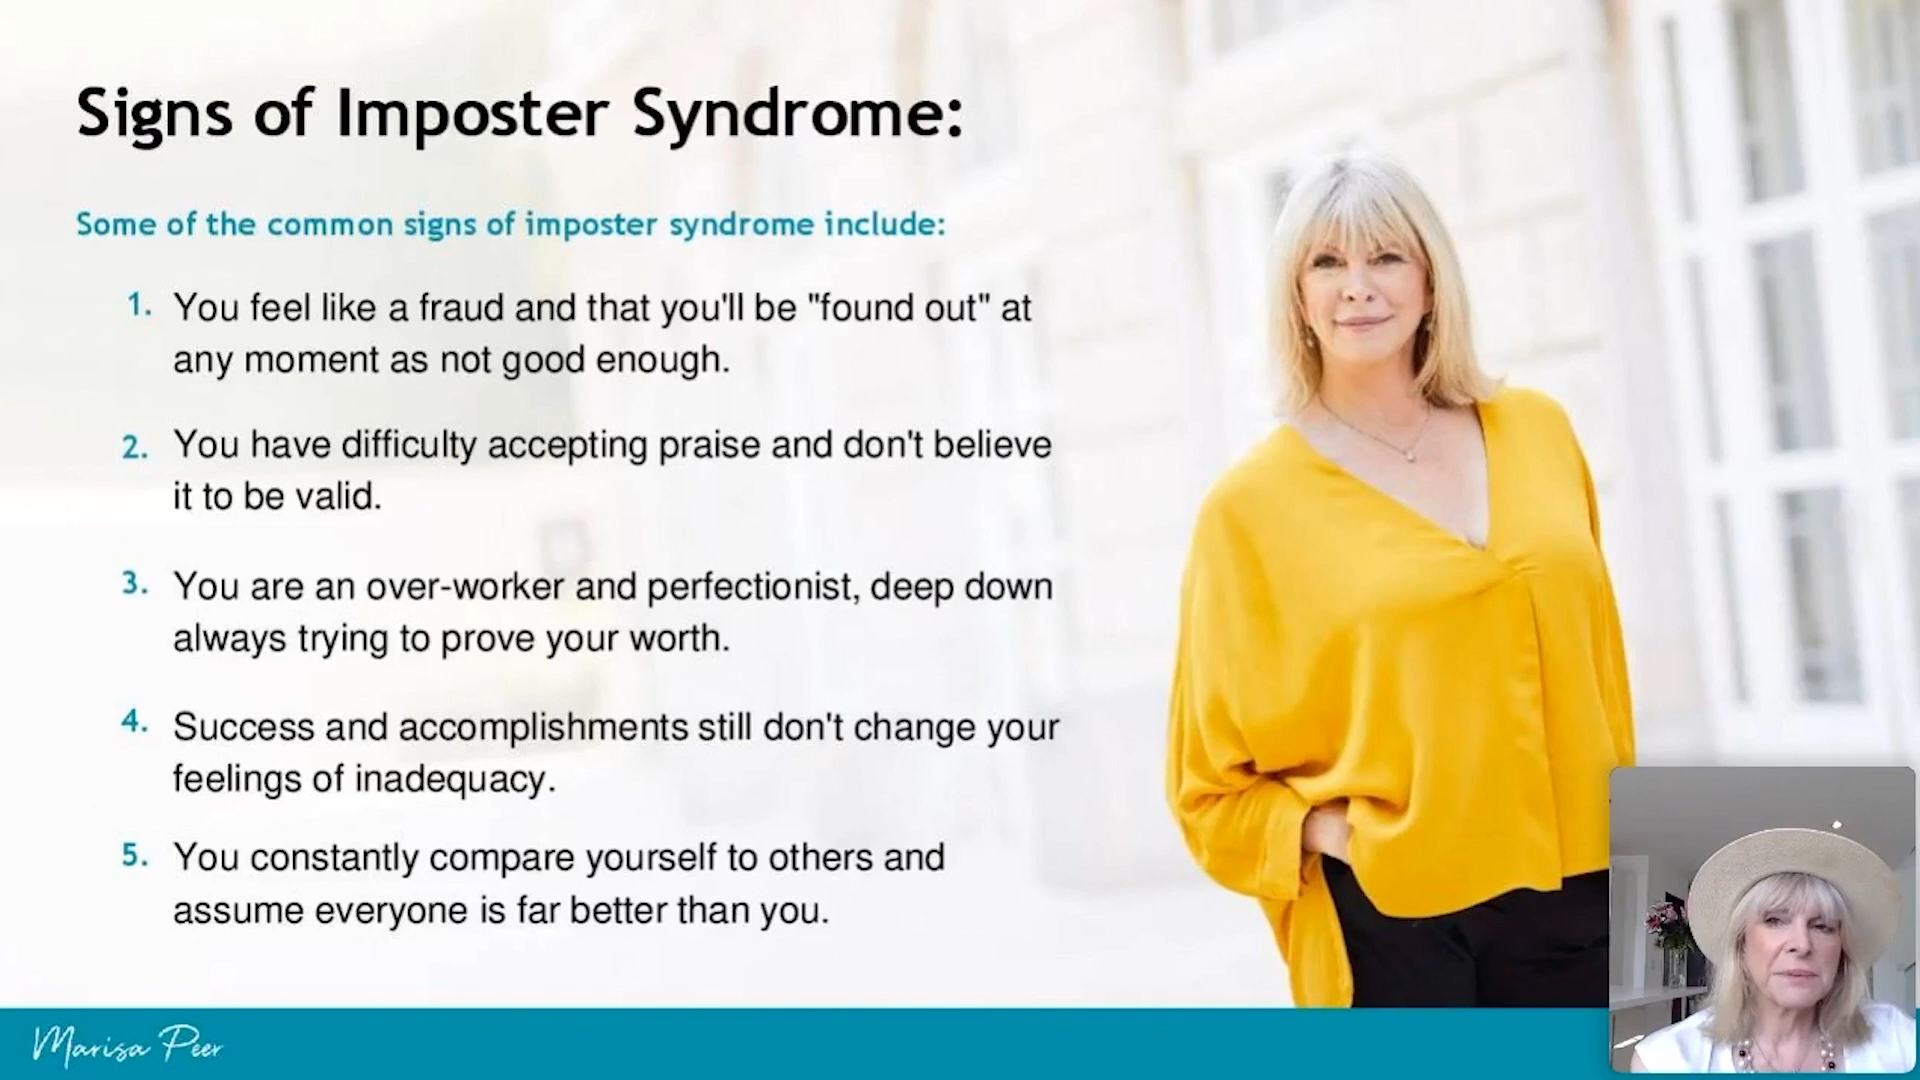 Signs of Imposter Syndrome:
Some of the common signs of imposter syndrome include:
1. You feel like a fraud and that you'll be "found out" at
any moment as not good enough.
2. You have difficulty accepting praise and don't believe
it to be valid.
3. You are an over-worker and perfectionist, deep down
always trying to prove your worth.
4. Success and accomplishments still don't change your
feelings of inadequacy.
5. You constantly compare yourself to others and
assume everyone is far better than you.
Marisa Peer